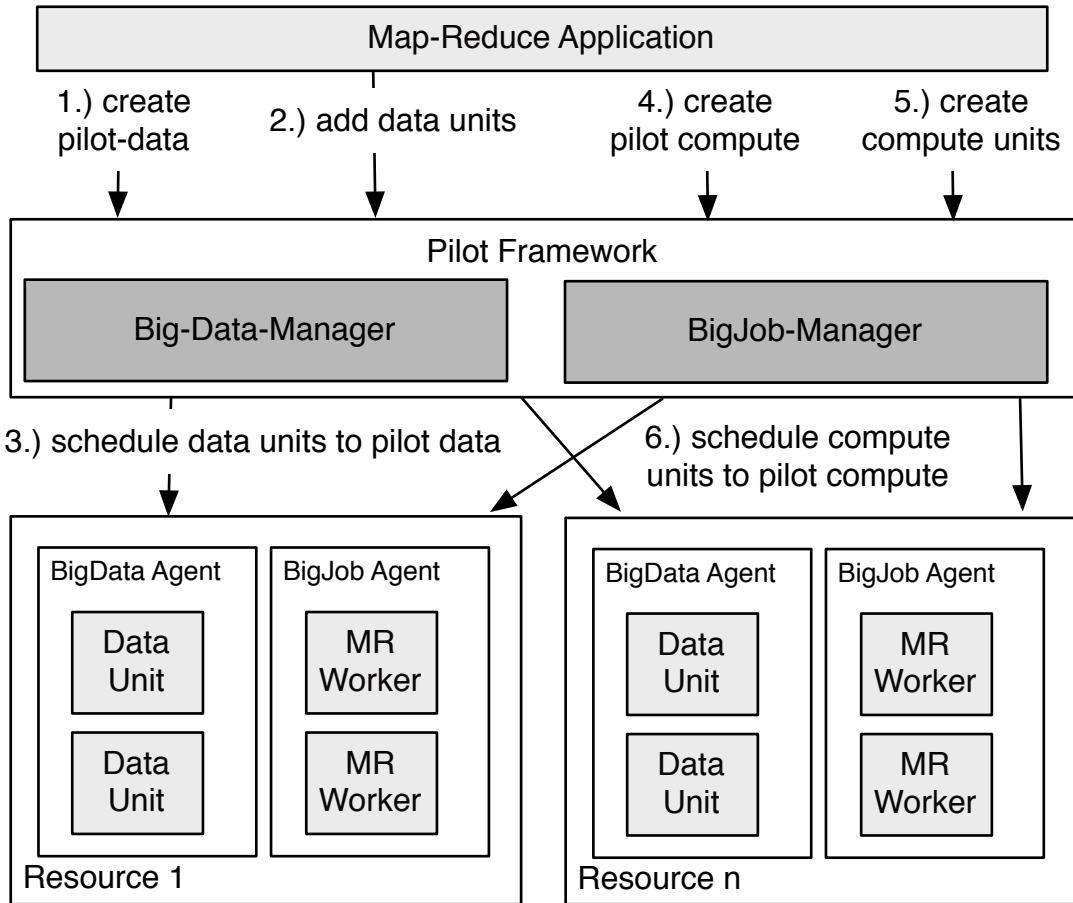 Map-Reduce Application
1.) create
pilot-data
2.) add data units
4.) create
pilot compute
5.) create
compute units
Pilot Framework
Big-Data-Manager
BigJob-Manager
3.) schedule data units to pilot data
6.) schedule compute
units to pilot compute
BigData Agent
Data
Unit
Data
Unit
BigJob Agent
MR
Worker
MR
Worker
Resource 1
BigData Agent
Data
Unit
Data
Unit
BigJob Agent
MR
Worker
MR
Worker
Resource n